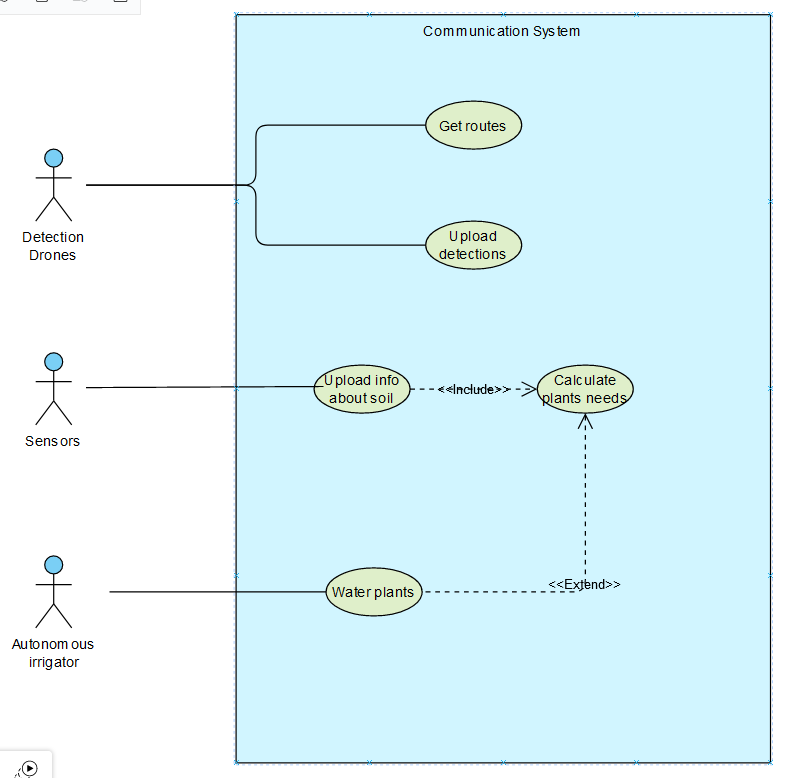 Communication System
Get routes
Detection
Drones
Upload
detections
Upload info
about soil
<<Include>>
Calculate
plants needs
Sensors
<<Extend>>
Water plants
Autonomous
irrigator